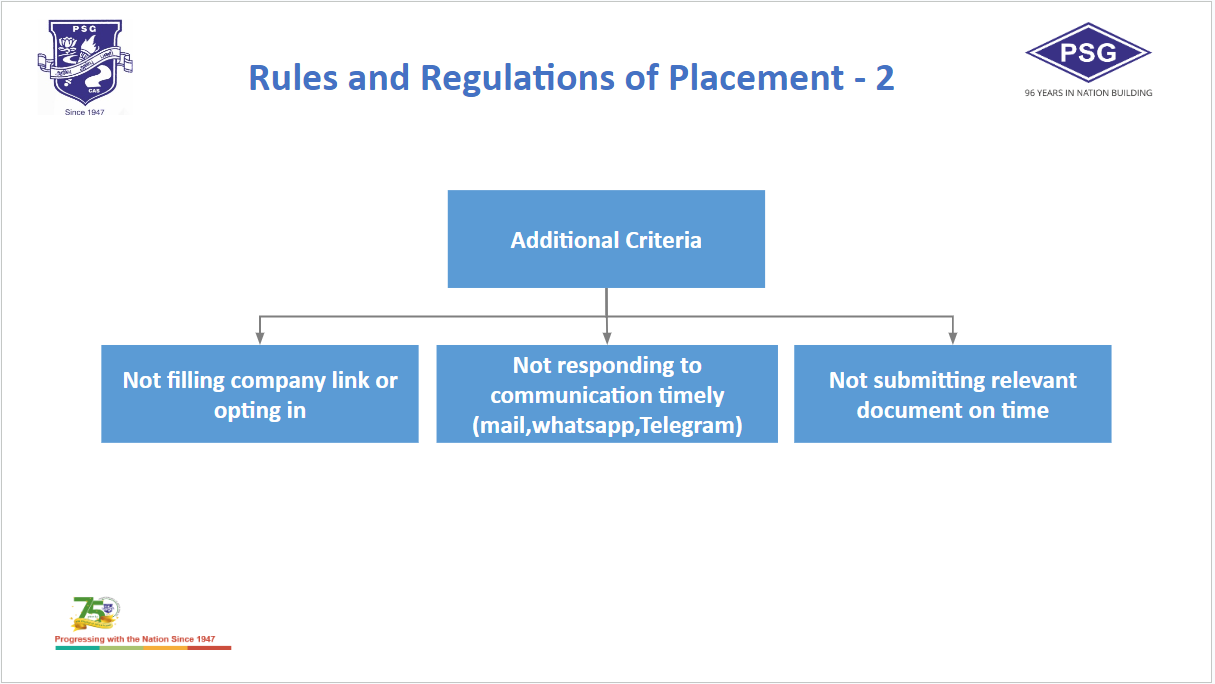 PSG
CAS
Since 1947
Rules and Regulations of Placement - 2
PSG
96 YEARS IN NATION BUILDING
Additional Criteria
Not filling company link or
opting in
Not responding to
communication timely
(mail,whatsapp,Telegram)
Not submitting relevant
document on time
75
Progressing with the Nation Since 1947